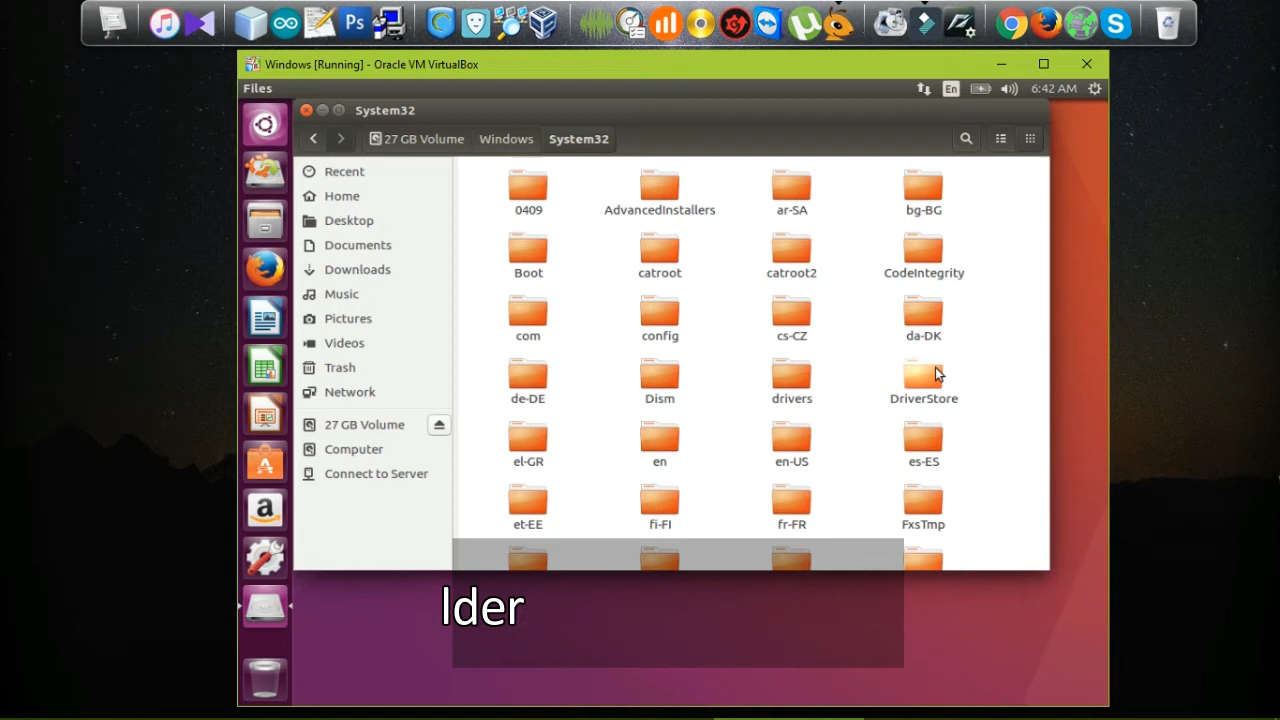 Windows [Running] - Oracle VM VirtualBox
Files
En
6:42 AM
System32
27 GB Volume
Windows
System32
Recent
Home
Desktop
Documents
Downloads
Music
Pictures
Videos
Trash
Network
27 GB Volume
Computer
Connect to Server
0409
AdvancedInstallers
ar-SA
bg-BG
Boot
catroot
catroot2
CodeIntegrity
com
config
cs-CZ
da-DK
de-DE
Dism
drivers
DriverStore
el-GR
en
en-US
es-ES
et-EE
fi-FI
fr-FR
FxsTmp
lder